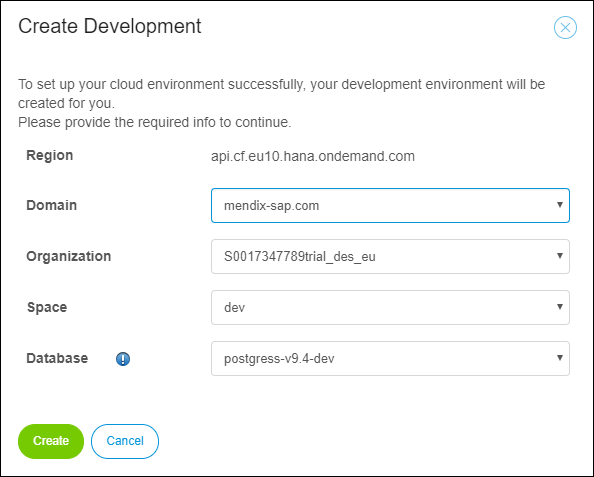 Create Development
To set up your cloud environment successfully, your development environment will be
created for you.
Please provide the required info to continue.
Region api.cf.eu10.hana.ondemand.com
Domain mendix-sap.com
Organization S0017347789trial_des_eu
Space dev
Database postgress-v9.4-dev
Create Cancel